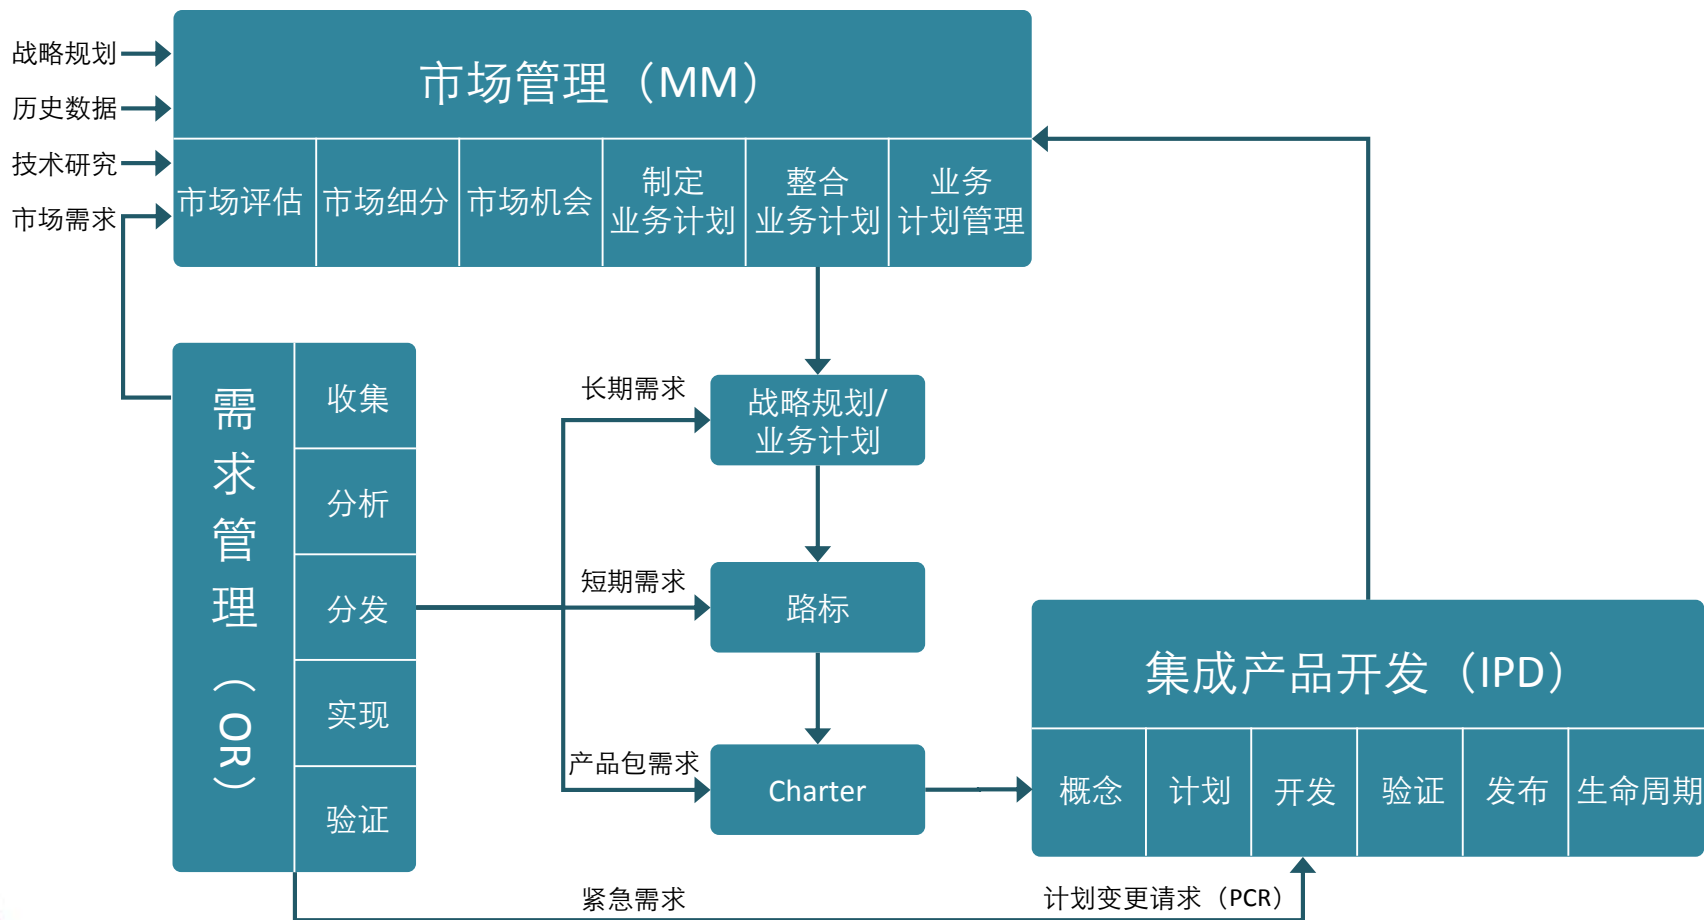 战略规划
历史数据
技术研究
市场需求
市场管理（MM）
市场评估
市场细分
市场机会
制定
业务计划
整合
业务计划
业务
计划管理
需求管理（OR）
收集
分析
分发
实现
验证
长期需求
短期需求
产品包需求
战略规划/
业务计划
路标
Charter
集成产品开发（IPD）
概念
计划
开发
验证
发布
生命周期
紧急需求
计划变更请求（PCR）